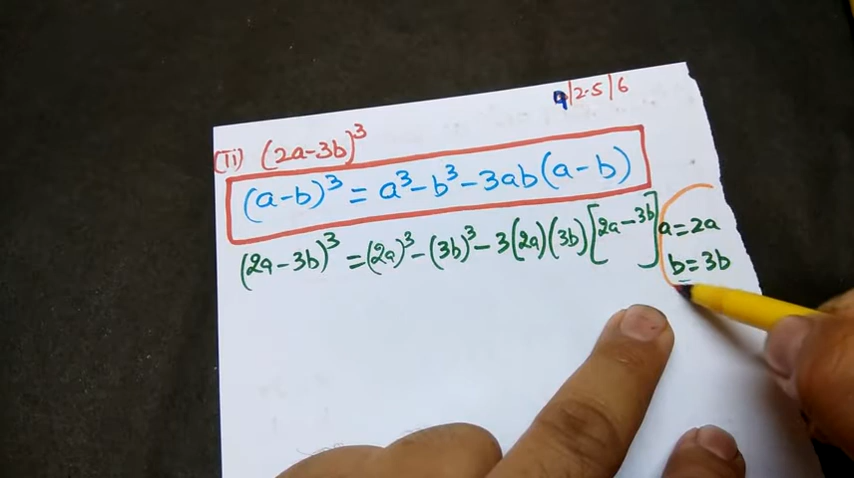 9|2.5|6
(ii) (2a-3b)³
(a-b)³ = a³-b³-3ab(a-b)
(2a-3b)³ = (2a)³-(3b)³-3(2a)(3b)[2a-3b]
a=2a
b=3b